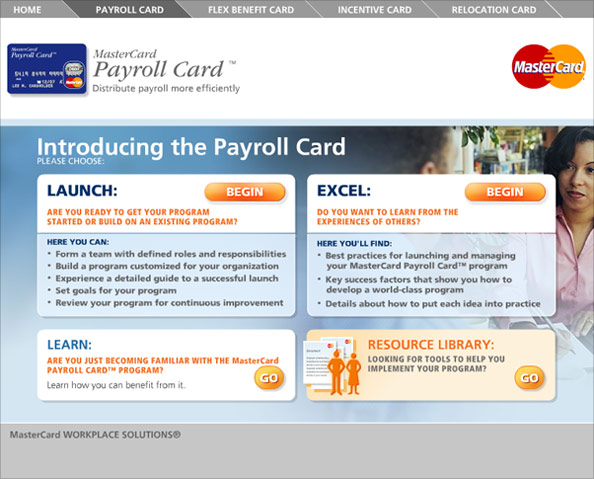 HOME
PAYROLL CARD
FLEX BENEFIT CARD
INCENTIVE CARD
RELOCATION CARD
MasterCard
Payroll Card™
MasterCard
Payroll Card™
Distribute payroll more efficiently
MasterCard
Introducing the Payroll Card
PLEASE CHOOSE:
LAUNCH:
BEGIN
ARE YOU READY TO GET YOUR PROGRAM
STARTED OR BUILD ON AN EXISTING PROGRAM?
HERE YOU CAN:
• Form a team with defined roles and responsibilities
• Build a program customized for your organization
• Experience a detailed guide to a successful launch
• Set goals for your program
• Review your program for continuous improvement
EXCEL:
BEGIN
DO YOU WANT TO LEARN FROM THE
EXPERIENCES OF OTHERS?
HERE YOU'LL FIND:
• Best practices for launching and managing
your MasterCard Payroll Card™ program
• Key success factors that show you how to
develop a world-class program
• Details about how to put each idea into practice
LEARN:
ARE YOU JUST BECOMING FAMILIAR WITH THE MasterCard
PAYROLL CARD™ PROGRAM?
Learn how you can benefit from it.
GO
RESOURCE LIBRARY:
LOOKING FOR TOOLS TO HELP YOU
IMPLEMENT YOUR PROGRAM?
GO
MasterCard WORKPLACE SOLUTIONS®